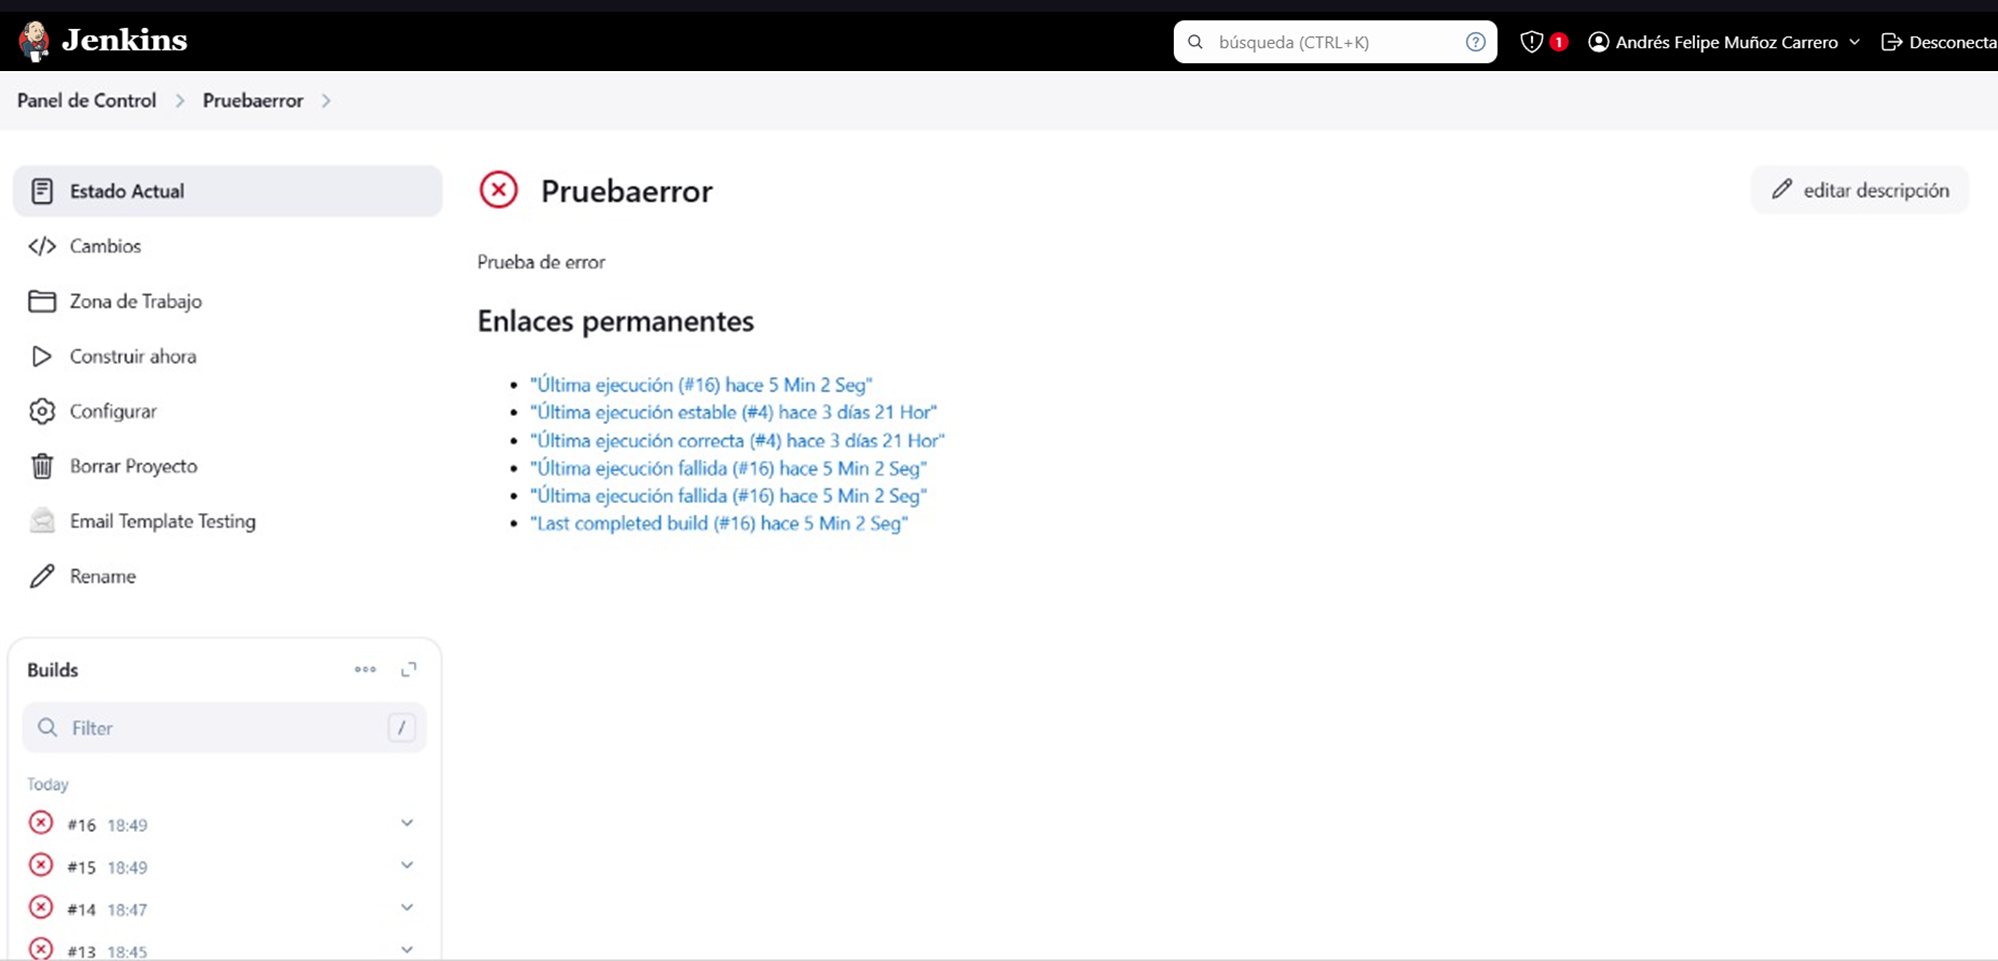 Jenkins
búsqueda (CTRL+K)
?
1
Andrés Felipe Muñoz Carrero
Desconecta
Panel de Control
Pruebaerror
Estado Actual
Cambios
Zona de Trabajo
Construir ahora
Configurar
Borrar Proyecto
Email Template Testing
Rename
Pruebaerror
editar descripción
Prueba de error
Enlaces permanentes
"Última ejecución (#16) hace 5 Min 2 Seg"
"Última ejecución estable (#4) hace 3 días 21 Hor"
"Última ejecución correcta (#4) hace 3 días 21 Hor"
"Última ejecución fallida (#16) hace 5 Min 2 Seg"
"Última ejecución fallida (#16) hace 5 Min 2 Seg"
"Last completed build (#16) hace 5 Min 2 Seg"
Builds
Filter /
Today
#16 18:49
#15 18:49
#14 18:47
#13 18:45